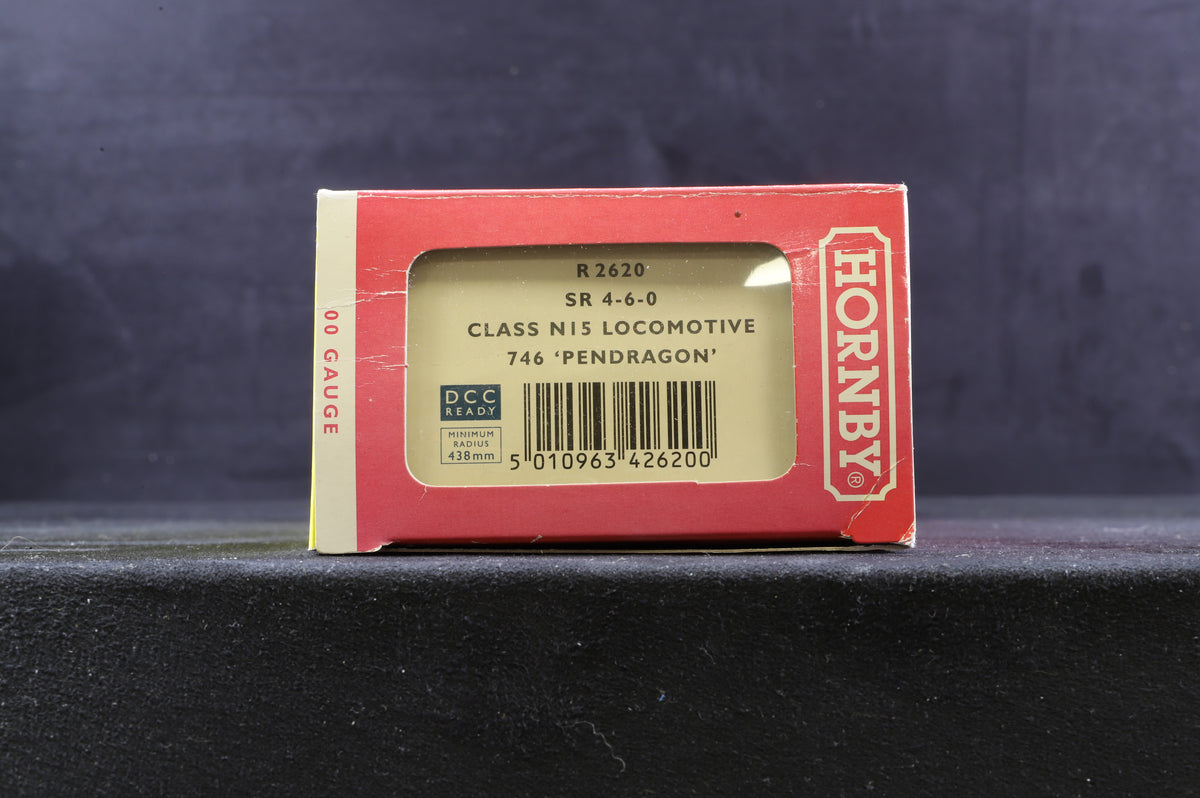 00 GAUGE
R2620
SR 4-6-0
CLASS N15 LOCOMOTIVE
746 ‘PENDRAGON’
DCC
READY
MINIMUM
RADIUS
438mm
5 010963 426200
HORNBY®